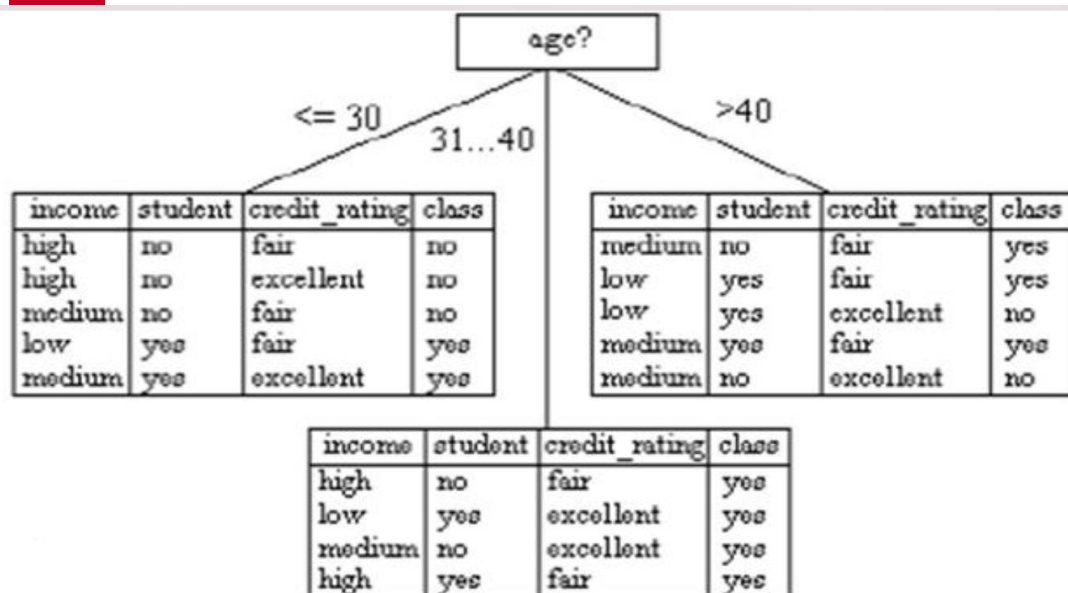 age?
<= 30
31...40
>40
income student credit_rating class
high no fair no
high no excellent no
medium no fair no
low yes fair yes
medium yes excellent yes
income student credit_rating class
medium no fair yes
low yes fair yes
low yes excellent no
medium yes fair yes
medium no excellent no
income student credit_rating class
high no fair yes
low yes excellent yes
medium no excellent yes
high yes fair yes